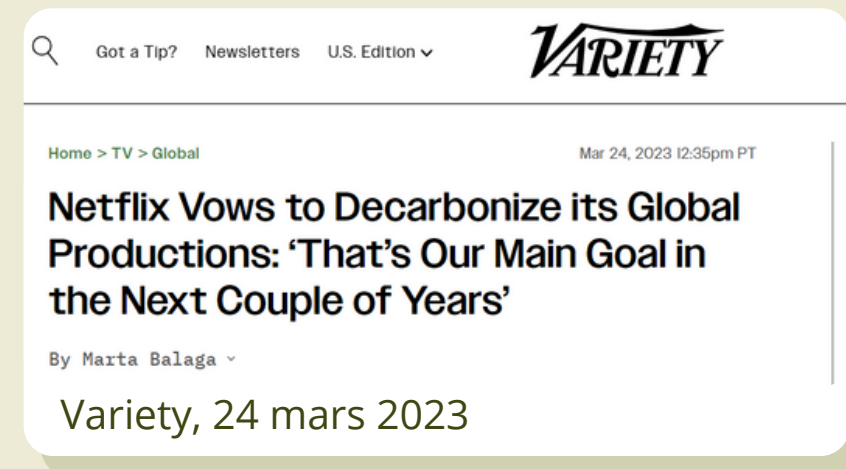 Got a Tip? Newsletters U.S. Edition VARIETY
Home > TV > Global Mar 24, 2023 12:35pm PT
Netflix Vows to Decarbonize its Global
Productions: ‘That’s Our Main Goal in
the Next Couple of Years’
By Marta Balaga
Variety, 24 mars 2023